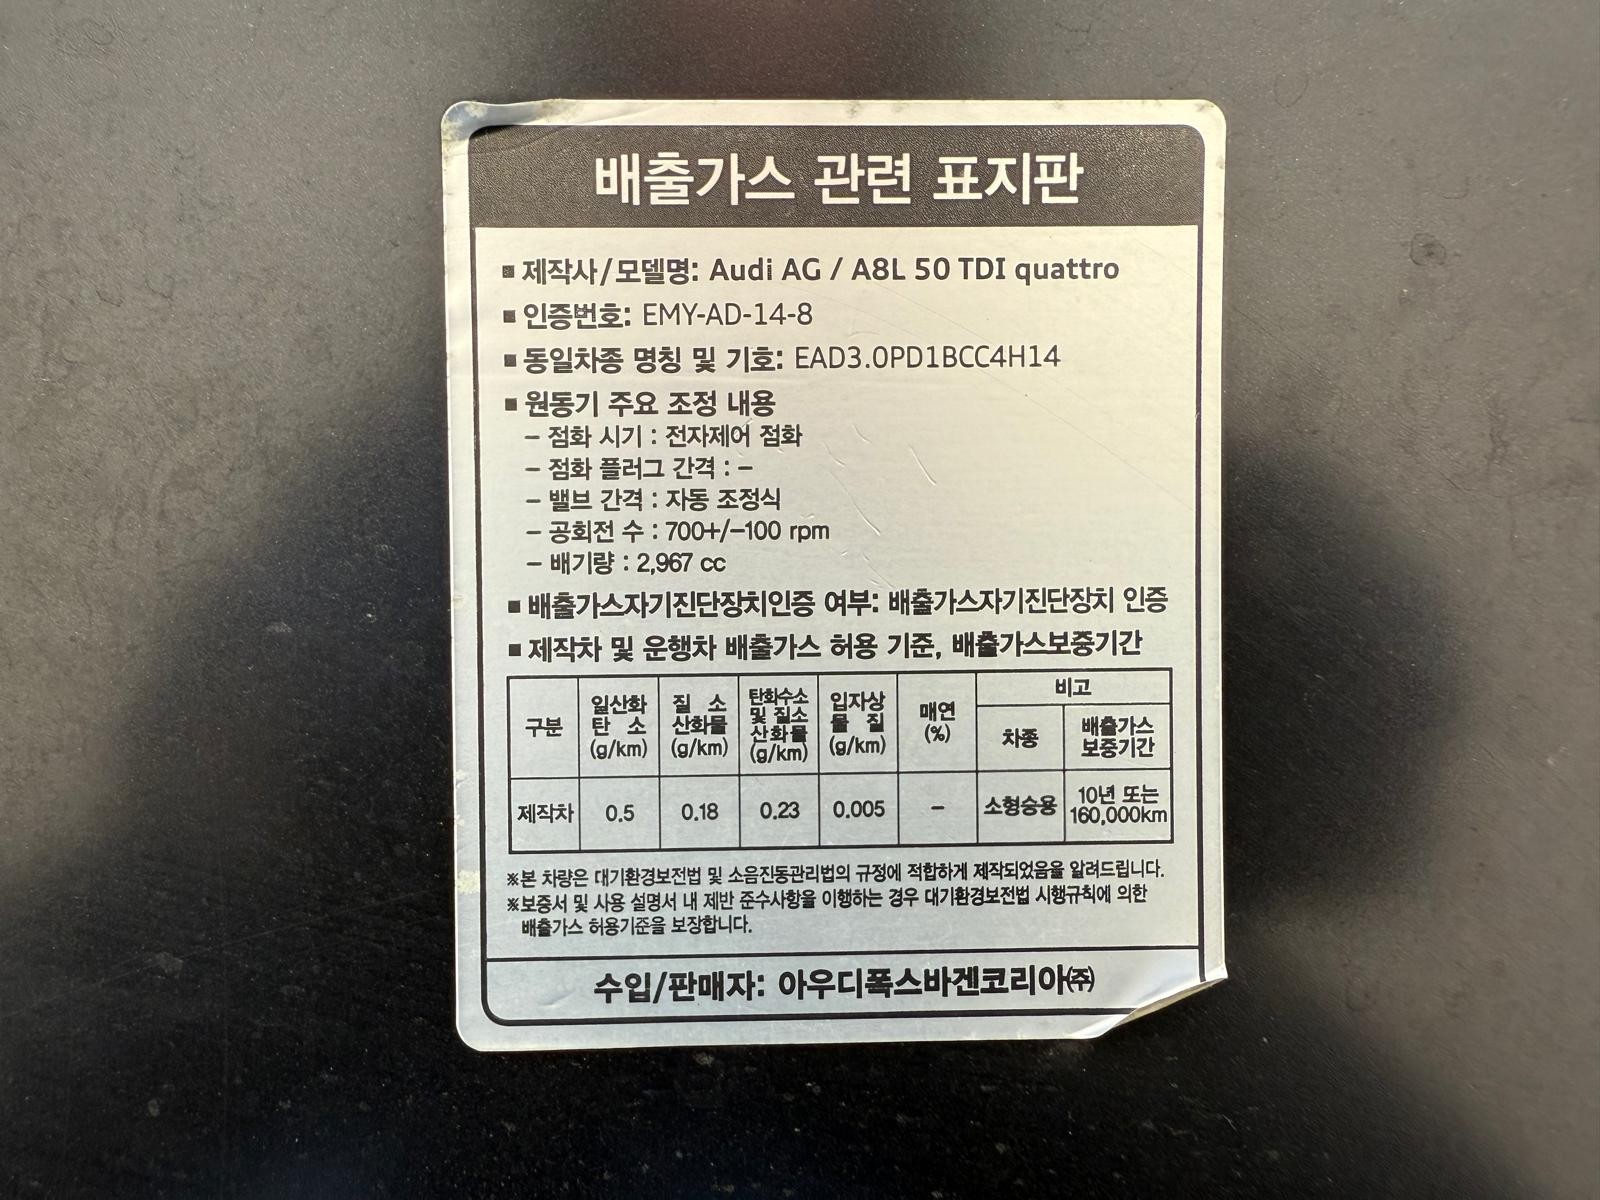 배출가스 관련 표지판
▪ 제작사/모델명: Audi AG / A8L 50 TDI quattro
▪ 인증번호: EMY-AD-14-8
▪ 동일차종 명칭 및 기호: EAD3.0PD1BCC4H14
▪ 원동기 주요 조정 내용
– 점화 시기 : 전자제어 점화
– 점화 플러그 간격 : –
– 밸브 간격 : 자동 조정식
– 공회전 수 : 700+/–100 rpm
– 배기량 : 2,967 cc
▪ 배출가스자기진단장치인증 여부: 배출가스자기진단장치 인증
▪ 제작차 및 운행차 배출가스 허용 기준, 배출가스보증기간
구분
일산화
탄 소
(g/km)
질 소
산화물
(g/km)
탄화수소
및 질소
산화물
(g/km)
입자상
물 질
(g/km)
매연
(%)
비고
차종
배출가스
보증기간
제작차
0.5
0.18
0.23
0.005
–
소형승용
10년 또는
160,000km
※본 차량은 대기환경보전법 및 소음진동관리법의 규정에 적합하게 제작되었음을 알려드립니다.
※보증서 및 사용 설명서 내 제반 준수사항을 이행하는 경우 대기환경보전법 시행규칙에 의한
배출가스 허용기준을 보장합니다.
수입/판매자: 아우디폭스바겐코리아㈜